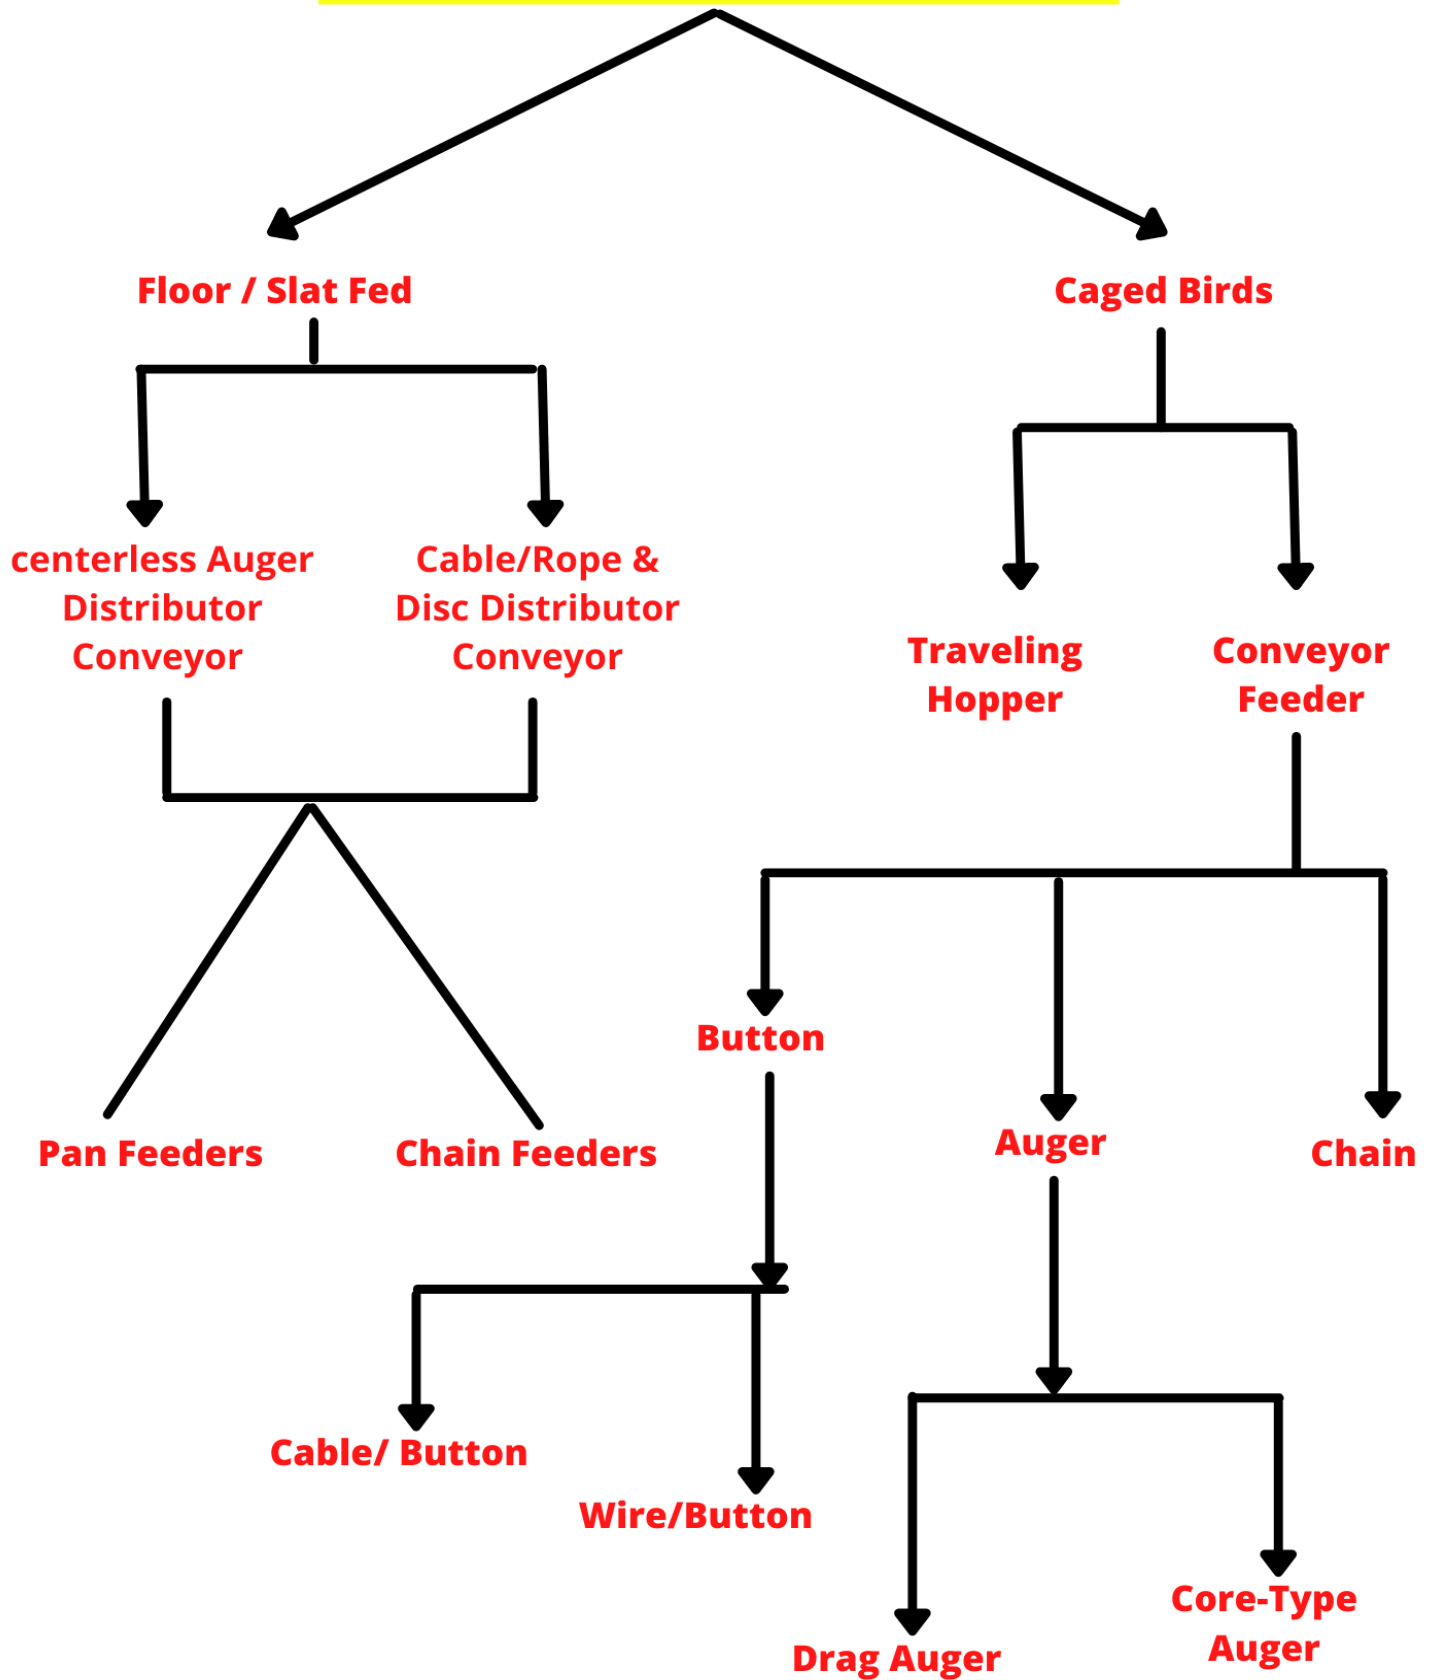 Floor / Slat Fed
Caged Birds
centerless Auger
Distributor
Conveyor
Cable/Rope &
Disc Distributor
Conveyor
Traveling
Hopper
Conveyor
Feeder
Button
Auger
Chain
Pan Feeders
Chain Feeders
Cable/ Button
Wire/Button
Drag Auger
Core-Type
Auger